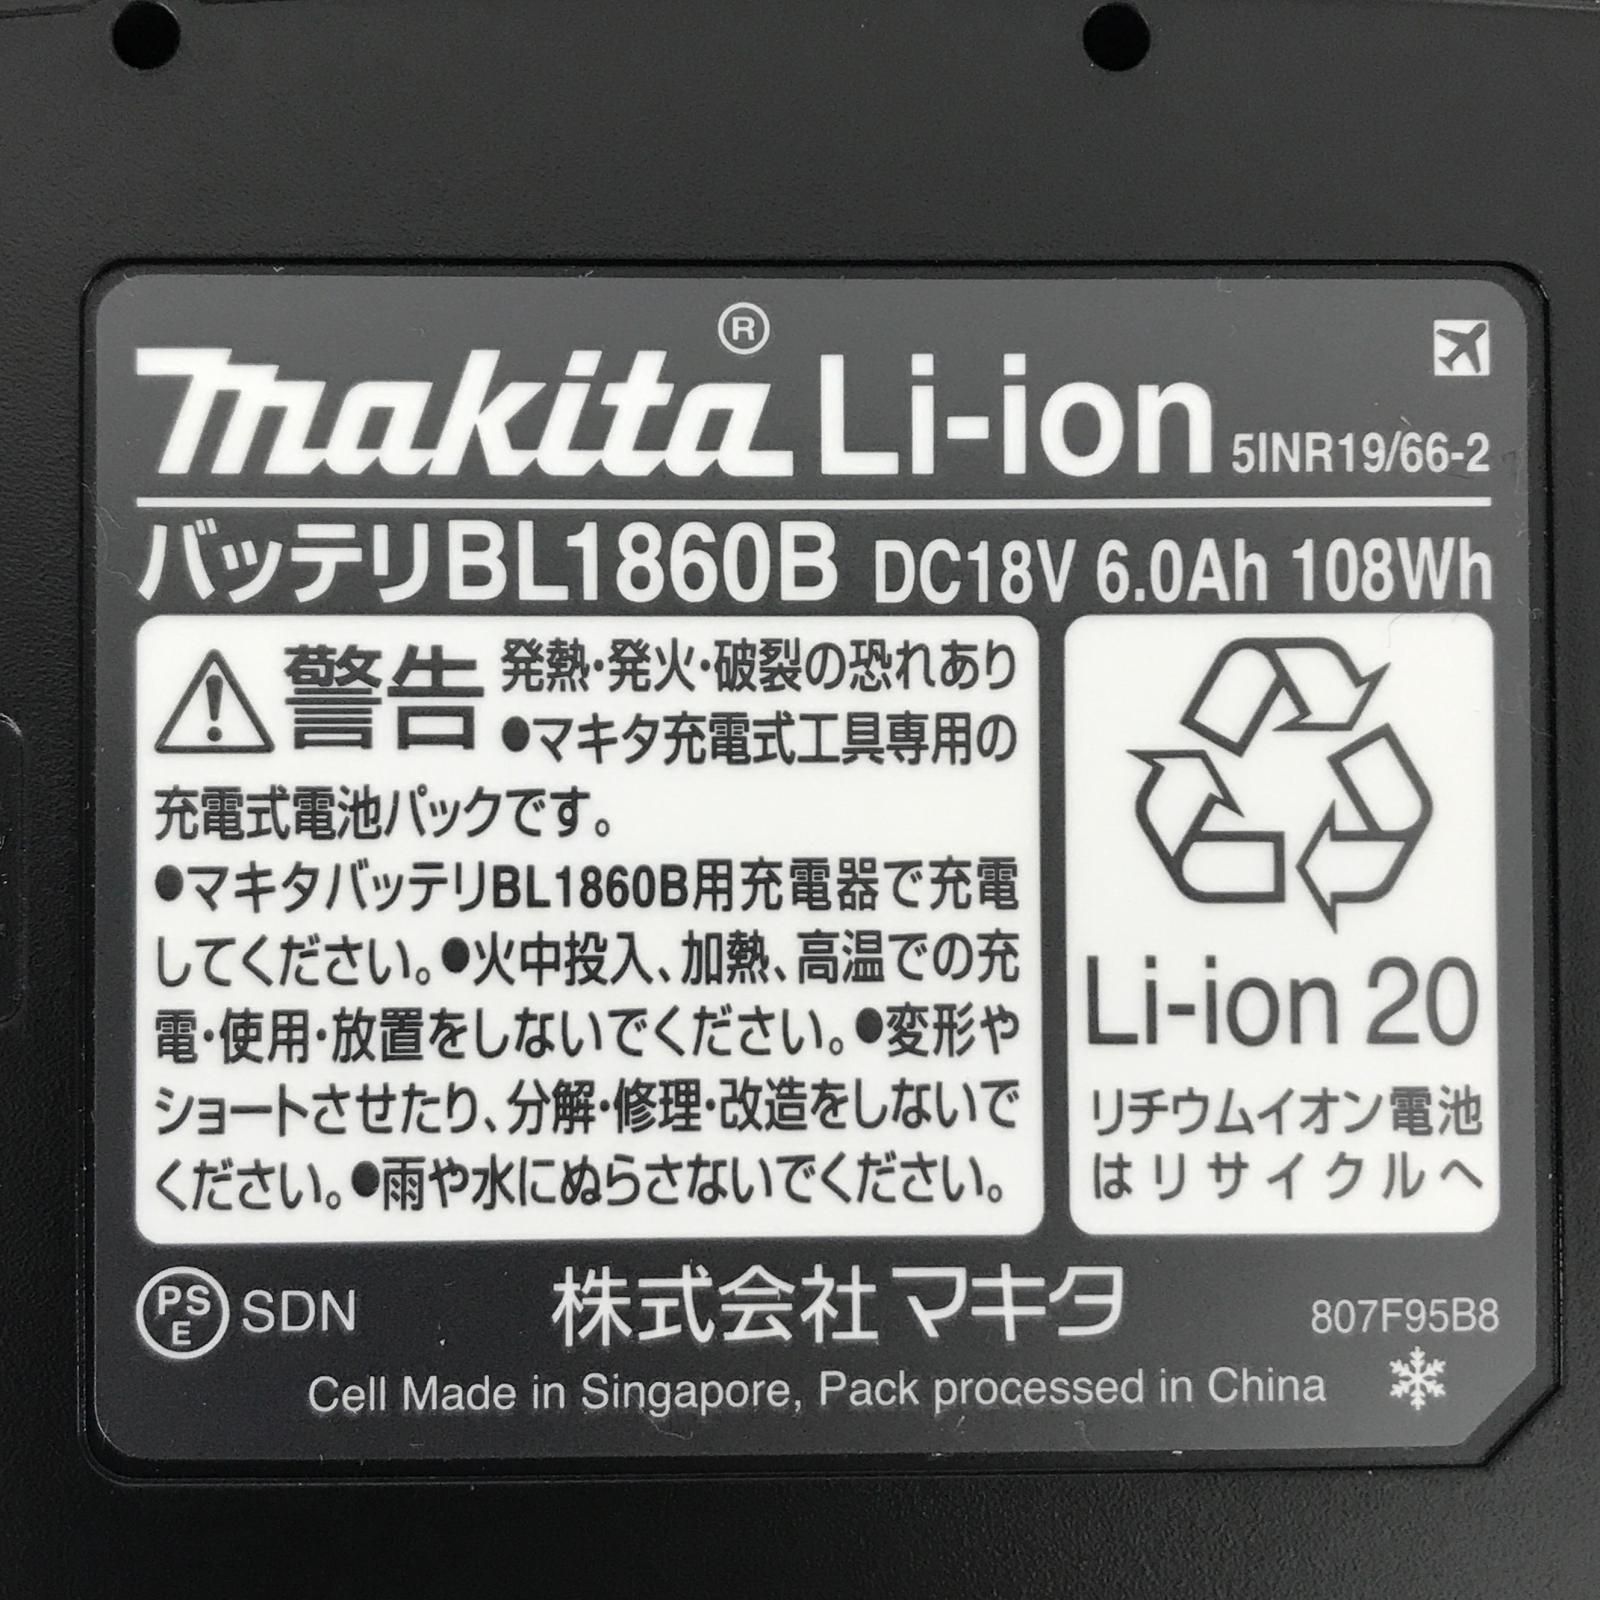 makita® Li-ion 5INR19/66-2
バッテリBL1860B DC18V 6.0Ah 108Wh
警告 発熱・発火・破裂の恐れあり
●マキタ充電式工具専用の
充電式電池パックです。
●マキタバッテリBL1860B用充電器で充電
してください。●火中投入、加熱、高温での充
電・使用・放置をしないでください。●変形や
ショートさせたり、分解・修理・改造をしないで
ください。●雨や水にぬらさないでください。
Li-ion 20
リチウムイオン電池
はリサイクルへ
PS
E
SDN
株式会社マキタ
807F95B8
Cell Made in Singapore, Pack processed in China